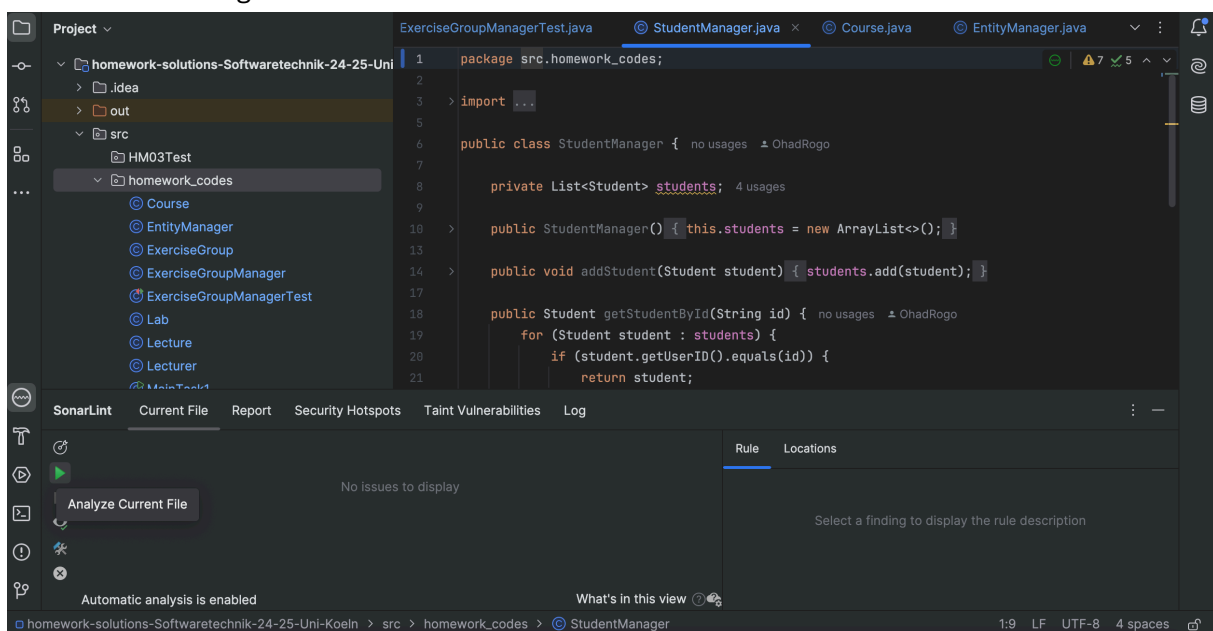 Project
ExerciseGroupManagerTest.java
StudentManager.java
Course.java
EntityManager.java
homework-solutions-Softwaretechnik-24-25-Uni
.idea
out
src
HM03Test
homework_codes
Course
EntityManager
ExerciseGroup
ExerciseGroupManager
ExerciseGroupManagerTest
Lab
Lecture
Lecturer
MainTask1
7 5
1 package src.homework_codes;
2
3 import ...
5
6 public class StudentManager { no usages OhadRogo
7
8 private List<Student> students; 4 usages
9
10 public StudentManager() { this.students = new ArrayList<>(); }
13
14 public void addStudent(Student student) { students.add(student); }
17
18 public Student getStudentById(String id) { no usages OhadRogo
19 for (Student student : students) {
20 if (student.getUserID().equals(id)) {
21 return student;
SonarLint Current File Report Security Hotspots Taint Vulnerabilities Log
Rule Locations
No issues to display
Analyze Current File
Select a finding to display the rule description
Automatic analysis is enabled
What's in this view
homework-solutions-Softwaretechnik-24-25-Uni-Koeln > src > homework_codes > StudentManager
1:9 LF UTF-8 4 spaces